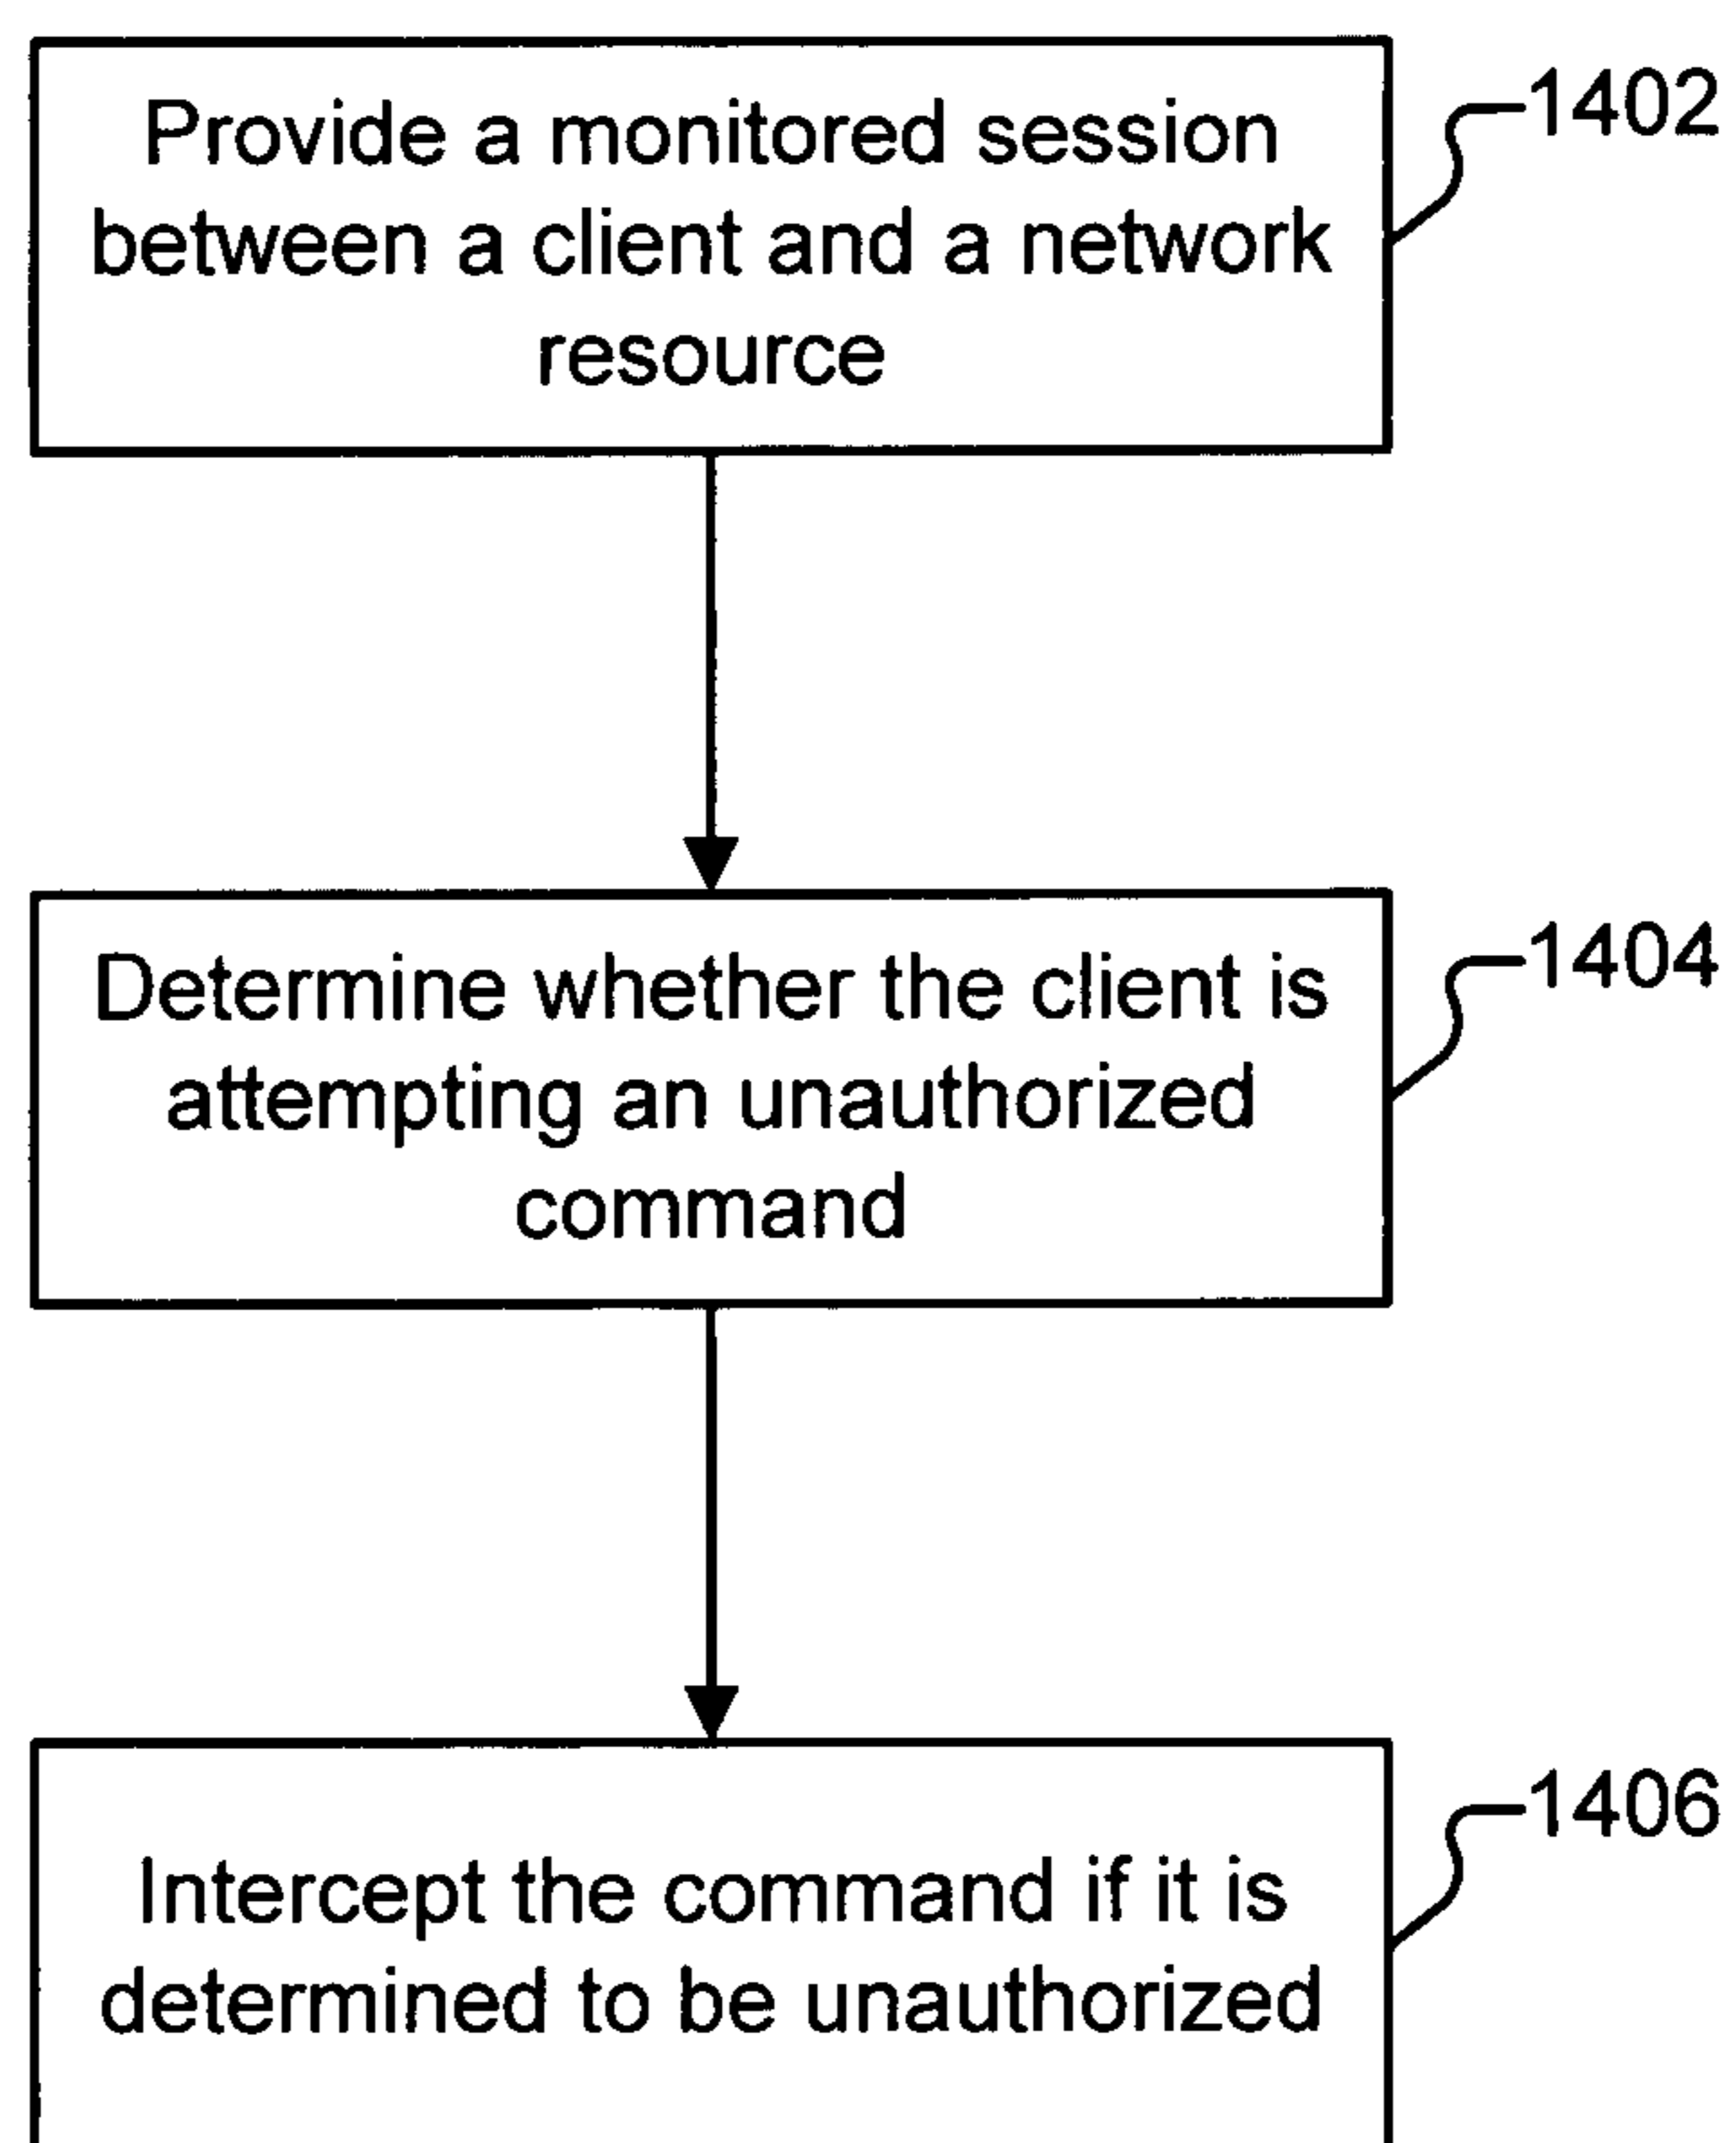 Provide a monitored session
between a client and a network
resource
1402
Determine whether the client is
attempting an unauthorized
command
1404
Intercept the command if it is
determined to be unauthorized
1406